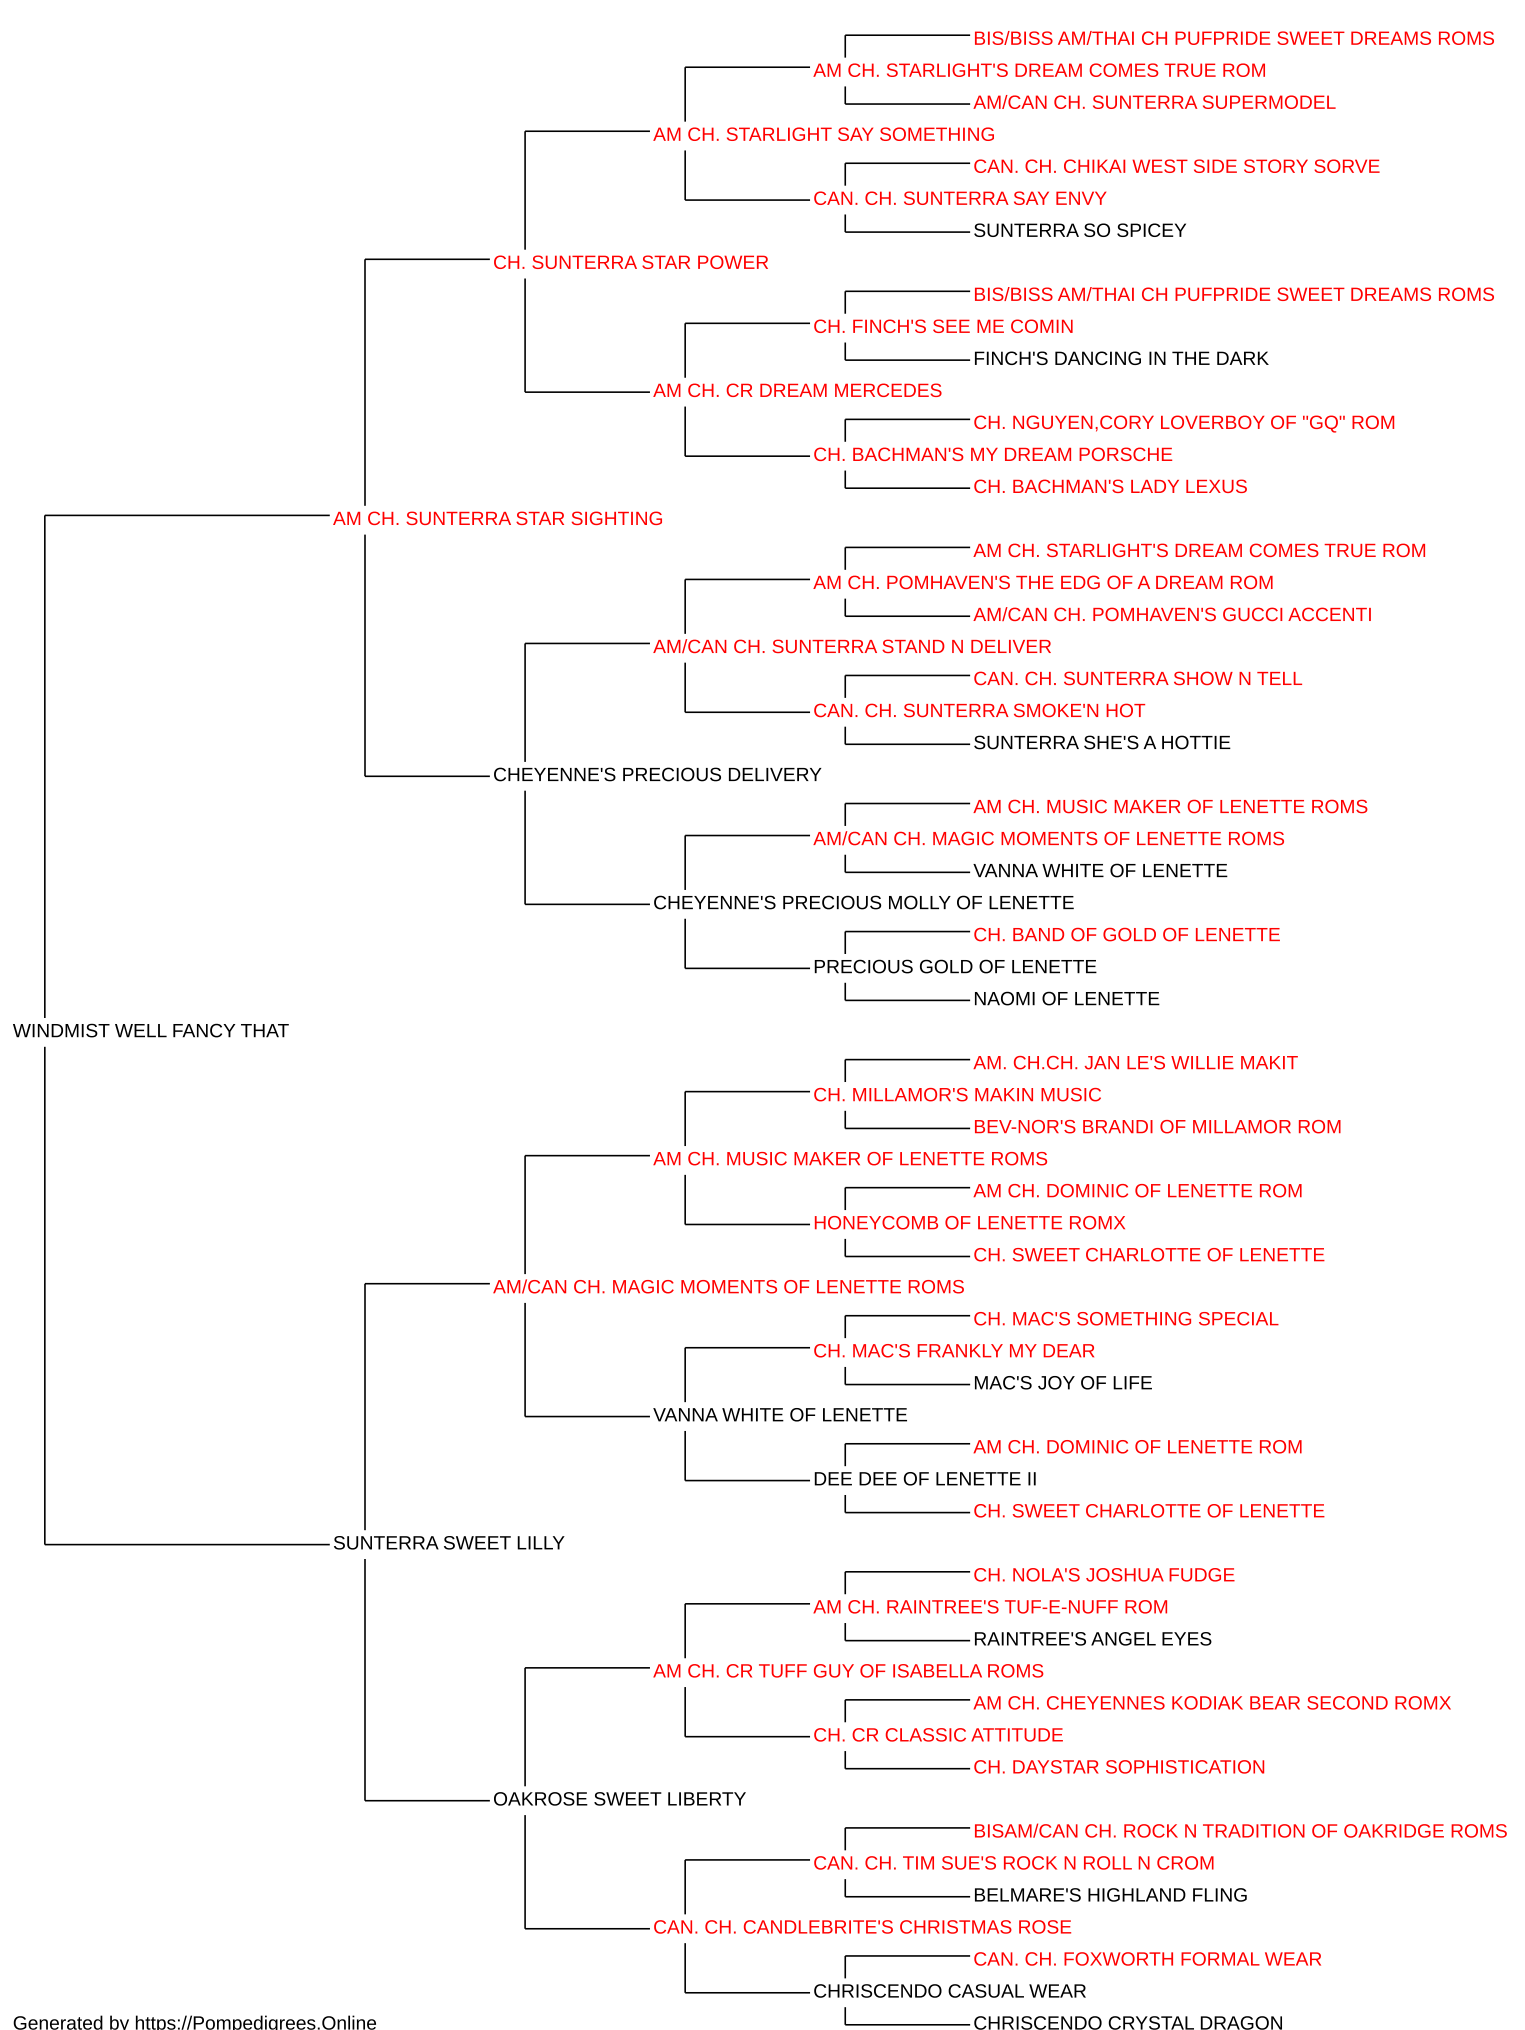 BIS/BISS AM/THAI CH PUFPRIDE SWEET DREAMS ROMS
AM CH. STARLIGHT'S DREAM COMES TRUE ROM
AM/CAN CH. SUNTERRA SUPERMODEL
AM CH. STARLIGHT SAY SOMETHING
CAN. CH. CHIKAI WEST SIDE STORY SORVE
CAN. CH. SUNTERRA SAY ENVY
SUNTERRA SO SPICEY
CH. SUNTERRA STAR POWER
BIS/BISS AM/THAI CH PUFPRIDE SWEET DREAMS ROMS
CH. FINCH'S SEE ME COMIN
FINCH'S DANCING IN THE DARK
AM CH. CR DREAM MERCEDES
CH. NGUYEN,CORY LOVERBOY OF "GQ" ROM
CH. BACHMAN'S MY DREAM PORSCHE
CH. BACHMAN'S LADY LEXUS
AM CH. SUNTERRA STAR SIGHTING
AM CH. STARLIGHT'S DREAM COMES TRUE ROM
AM CH. POMHAVEN'S THE EDG OF A DREAM ROM
AM/CAN CH. POMHAVEN'S GUCCI ACCENTI
AM/CAN CH. SUNTERRA STAND N DELIVER
CAN. CH. SUNTERRA SHOW N TELL
CAN. CH. SUNTERRA SMOKE'N HOT
SUNTERRA SHE'S A HOTTIE
CHEYENNE'S PRECIOUS DELIVERY
AM CH. MUSIC MAKER OF LENETTE ROMS
AM/CAN CH. MAGIC MOMENTS OF LENETTE ROMS
VANNA WHITE OF LENETTE
CHEYENNE'S PRECIOUS MOLLY OF LENETTE
CH. BAND OF GOLD OF LENETTE
PRECIOUS GOLD OF LENETTE
NAOMI OF LENETTE
WINDMIST WELL FANCY THAT
AM. CH.CH. JAN LE'S WILLIE MAKIT
CH. MILLAMOR'S MAKIN MUSIC
BEV-NOR'S BRANDI OF MILLAMOR ROM
AM CH. MUSIC MAKER OF LENETTE ROMS
AM CH. DOMINIC OF LENETTE ROM
HONEYCOMB OF LENETTE ROMX
CH. SWEET CHARLOTTE OF LENETTE
AM/CAN CH. MAGIC MOMENTS OF LENETTE ROMS
CH. MAC'S SOMETHING SPECIAL
CH. MAC'S FRANKLY MY DEAR
MAC'S JOY OF LIFE
VANNA WHITE OF LENETTE
AM CH. DOMINIC OF LENETTE ROM
DEE DEE OF LENETTE II
CH. SWEET CHARLOTTE OF LENETTE
SUNTERRA SWEET LILLY
CH. NOLA'S JOSHUA FUDGE
AM CH. RAINTREE'S TUF-E-NUFF ROM
RAINTREE'S ANGEL EYES
AM CH. CR TUFF GUY OF ISABELLA ROMS
AM CH. CHEYENNES KODIAK BEAR SECOND ROMX
CH. CR CLASSIC ATTITUDE
CH. DAYSTAR SOPHISTICATION
OAKROSE SWEET LIBERTY
BISAM/CAN CH. ROCK N TRADITION OF OAKRIDGE ROMS
CAN. CH. TIM SUE'S ROCK N ROLL N CROM
BELMARE'S HIGHLAND FLING
CAN. CH. CANDLEBRITE'S CHRISTMAS ROSE
CAN. CH. FOXWORTH FORMAL WEAR
CHRISCENDO CASUAL WEAR
CHRISCENDO CRYSTAL DRAGON
Generated by https://Pompedigrees.Online